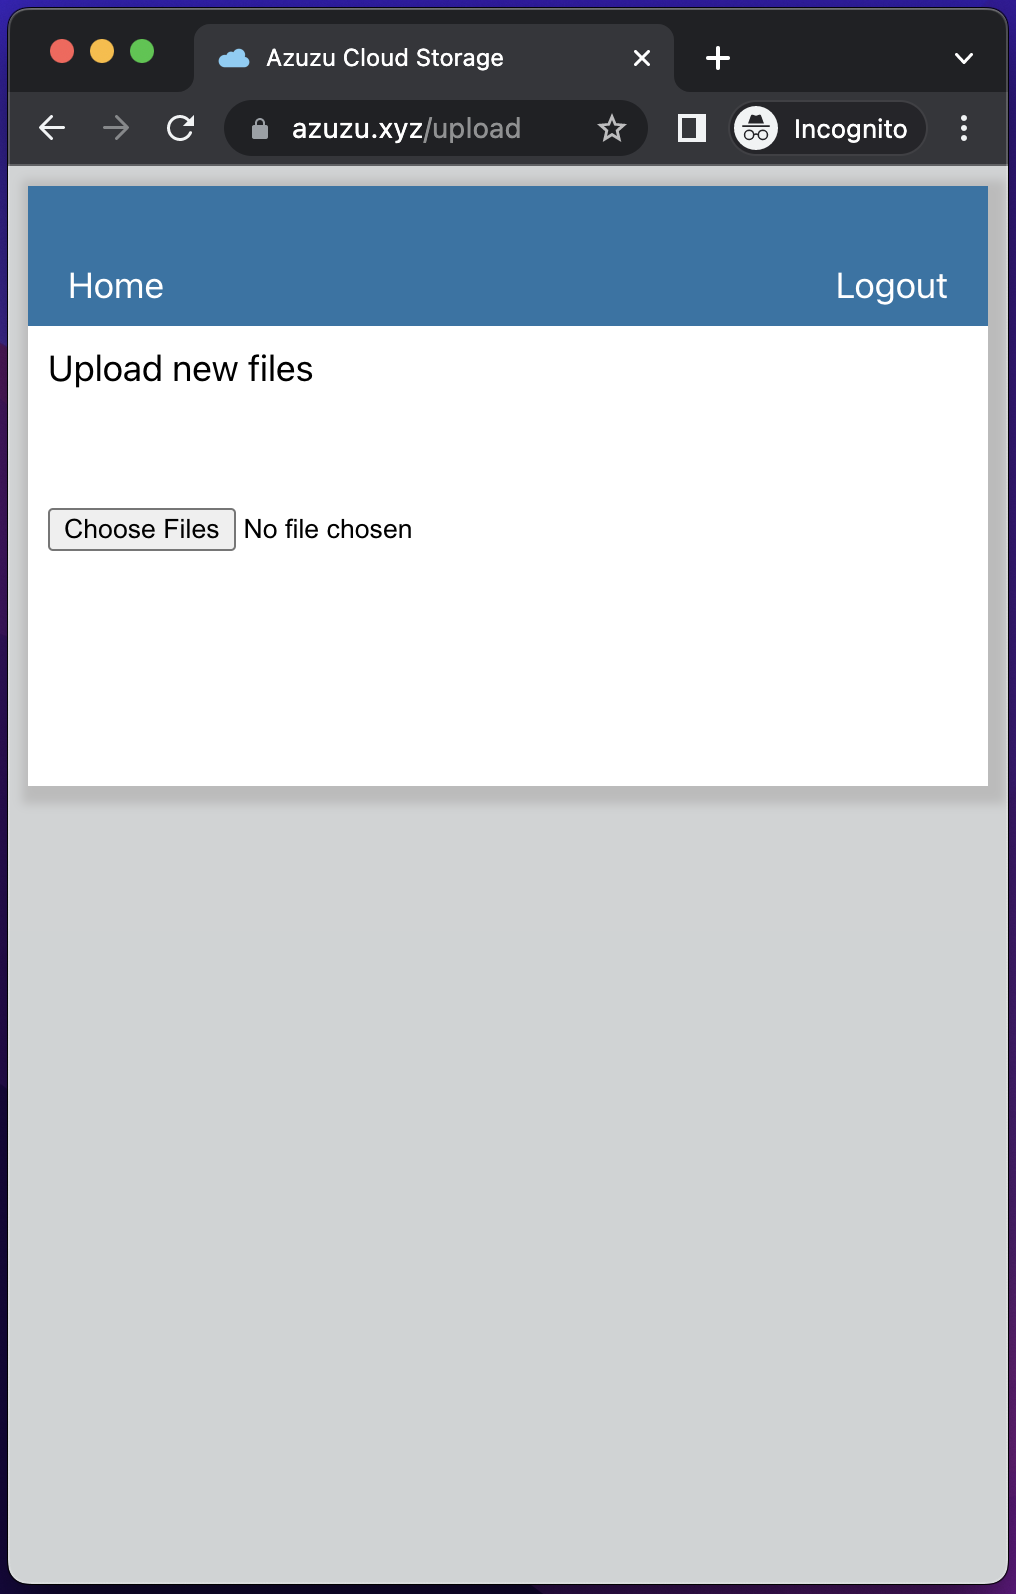 Azuzu Cloud Storage
azuzu.xyz/upload
Incognito
Home
Logout
Upload new files
Choose Files No file chosen